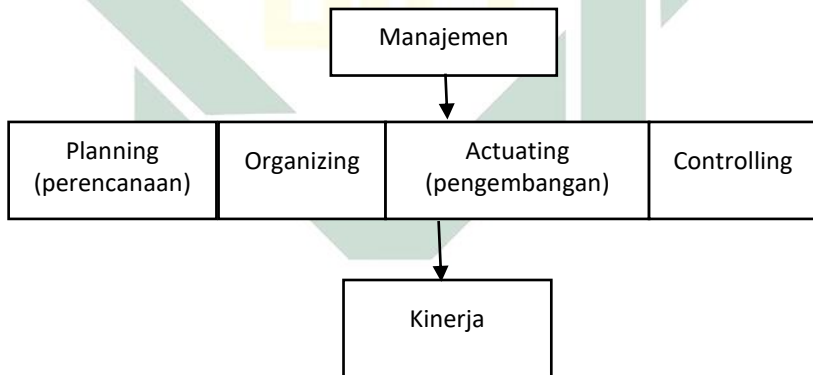 Manajemen
Planning
(perencanaan)
Organizing
Actuating
(pengembangan)
Controlling
Kinerja